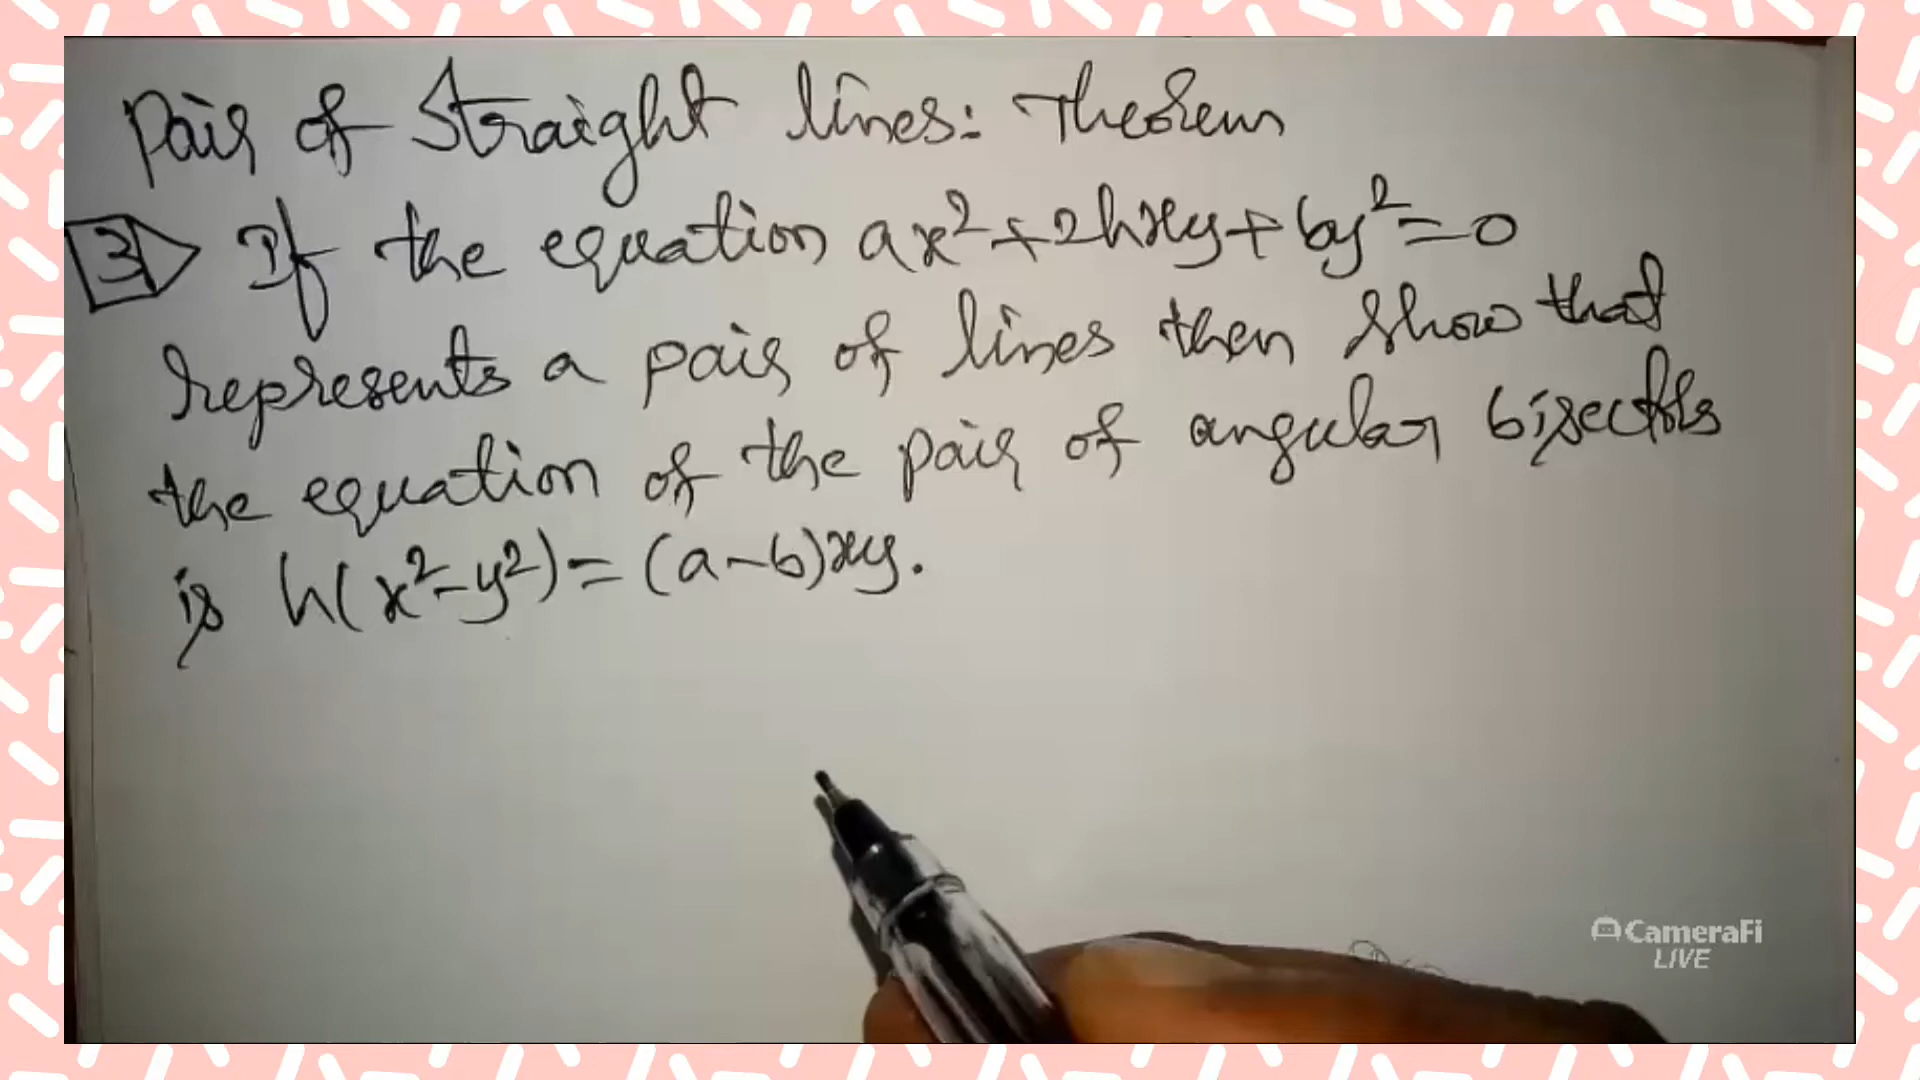 Pair of Straight lines: Theorem
3 If the equation ax²+2hxy+by²=0
represents a pair of lines then show that
the equation of the pair of angular bisectors
is h(x²-y²)=(a-b)xy.
CameraFi
LIVE